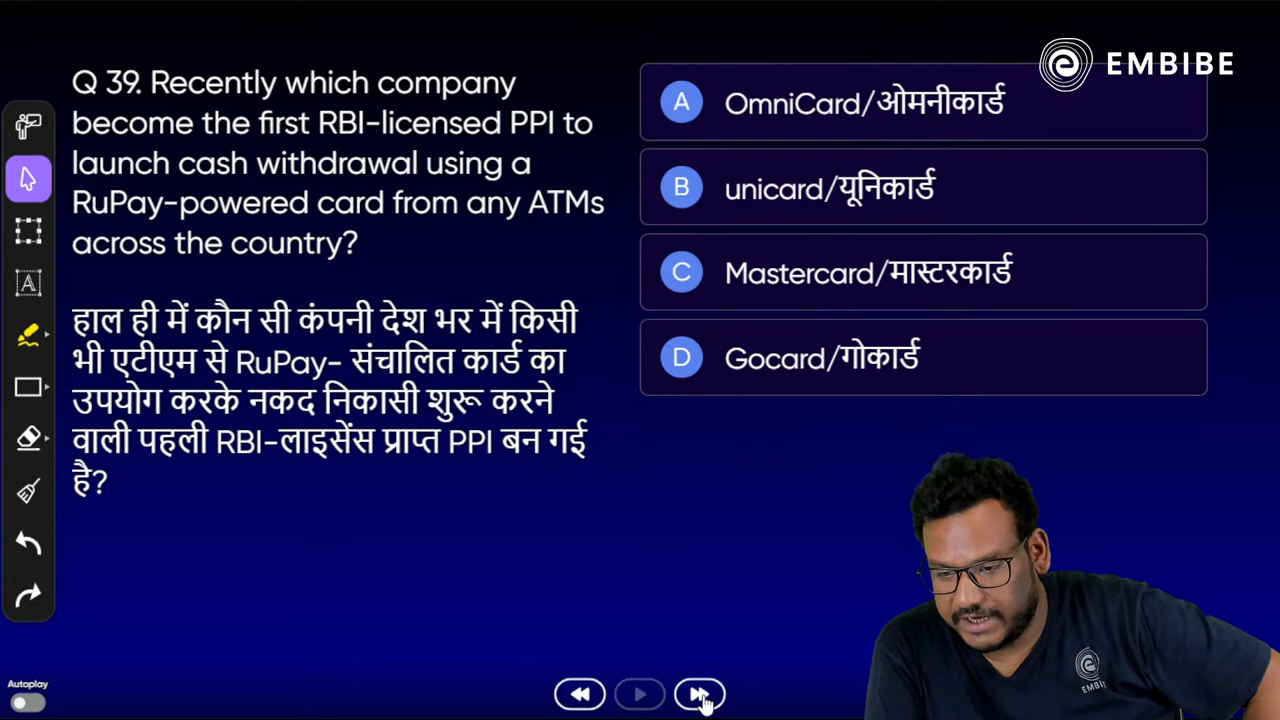 EMBIBE
Q 39. Recently which company
become the first RBI-licensed PPI to
launch cash withdrawal using a
RuPay-powered card from any ATMs
across the country?
हाल ही में कौन सी कंपनी देश भर में किसी
भी एटीएम से RuPay- संचालित कार्ड का
उपयोग करके नकद निकासी शुरू करने
वाली पहली RBI-लाइसेंस प्राप्त PPI बन गई
है?
A OmniCard/ओमनीकार्ड
B unicard/यूनिकार्ड
C Mastercard/मास्टरकार्ड
D Gocard/गोकार्ड
A
EMBIBE
Autoplay